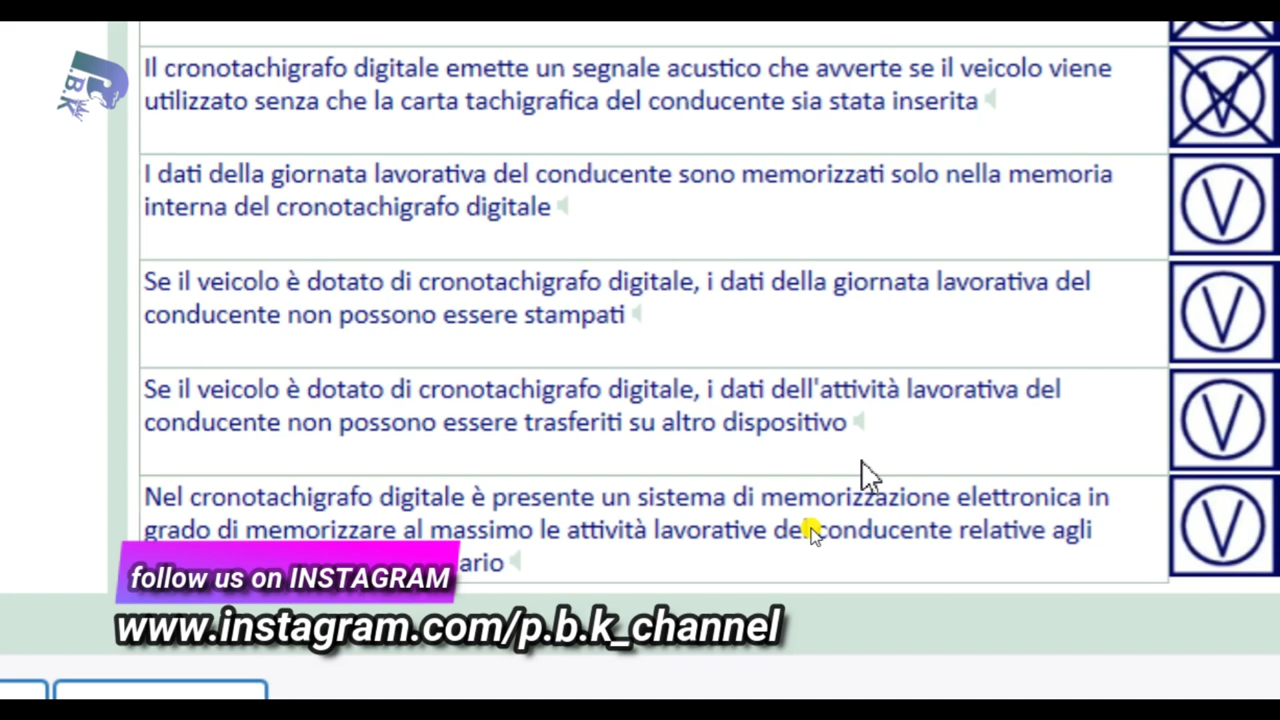 P.B.K
Il cronotachigrafo digitale emette un segnale acustico che avverte se il veicolo viene
utilizzato senza che la carta tachigrafica del conducente sia stata inserita
V
I dati della giornata lavorativa del conducente sono memorizzati solo nella memoria
interna del cronotachigrafo digitale
V
Se il veicolo è dotato di cronotachigrafo digitale, i dati della giornata lavorativa del
conducente non possono essere stampati
V
Se il veicolo è dotato di cronotachigrafo digitale, i dati dell'attività lavorativa del
conducente non possono essere trasferiti su altro dispositivo
V
Nel cronotachigrafo digitale è presente un sistema di memorizzazione elettronica in
grado di memorizzare al massimo le attività lavorative del conducente relative agli
ario
V
follow us on INSTAGRAM
www.instagram.com/p.b.k_channel